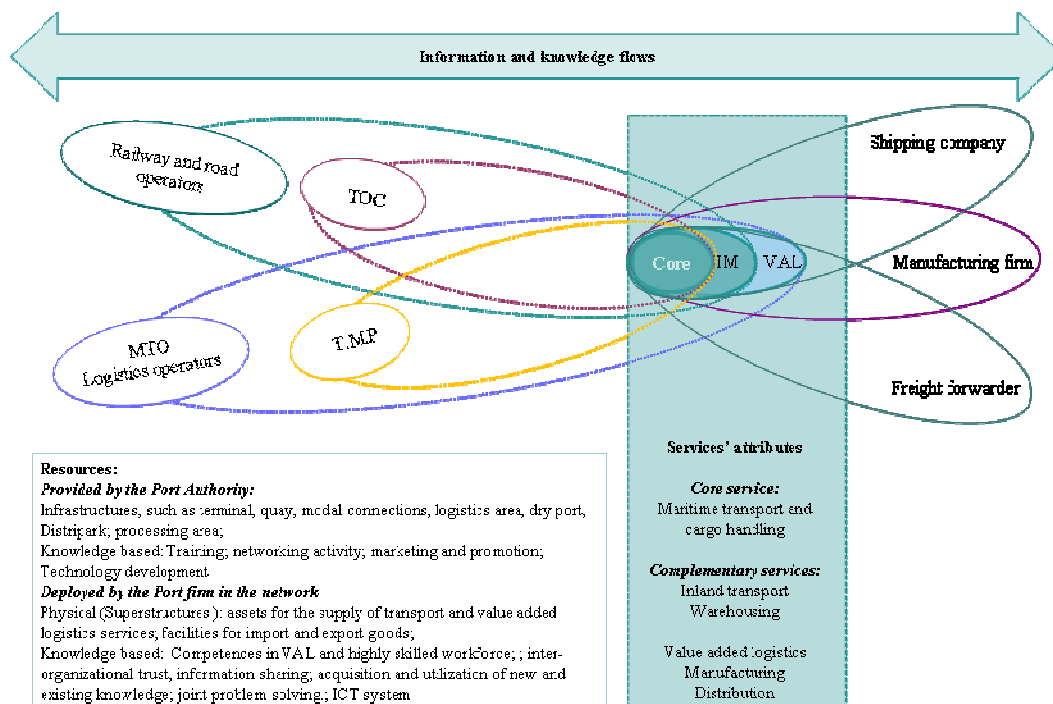 Information and knowledge flows
Shipping company
Railway and road
operators
TOC
Core
IM
VAL
Manufacturing firm
T.M.P
MTO
Logistics operators
Freight forwarder
Services' attributes
Core service:
Maritime transport and
cargo handling
Complementary services:
Inland transport
Warehousing
Value added logistics
Manufacturing
Distribution
Resources:
Provided by the Port Authority:
Infrastructures, such as terminal, quay, modal connections, logistics area, dry port,
Distripark; processing area;
Knowledge based: Training; networking activity; marketing and promotion;
Technology development
Deployed by the Port firm in the network
Physical (Superstructures): assets for the supply of transport and value added
logistics services; facilities for import and export goods;
Knowledge based: Competences in VAL and highly skilled workforce; ; inter-
organizational trust, information sharing; acquisition and utilization of new and
existing knowledge; joint problem solving.; ICT system